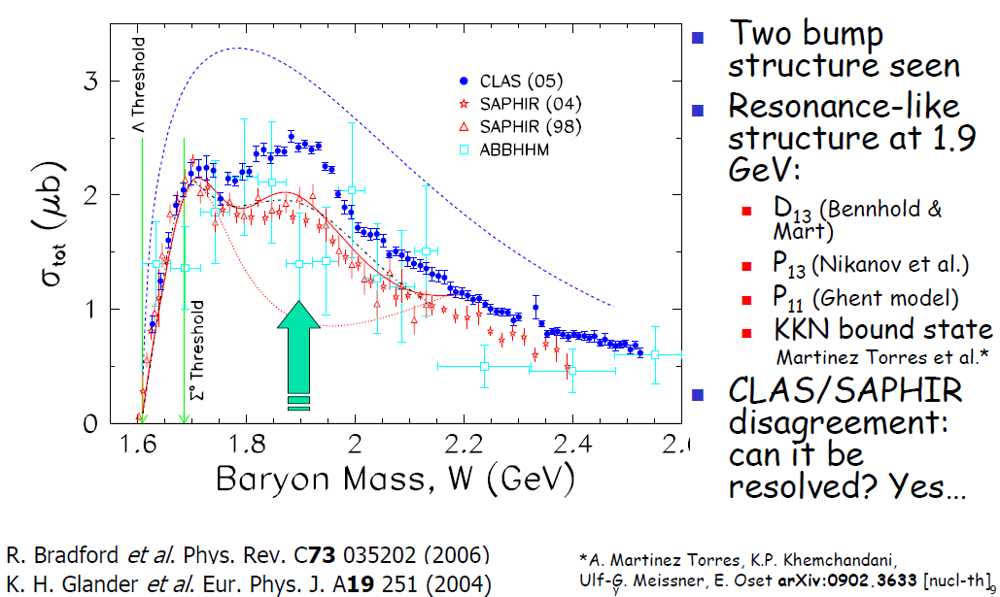 3
2
1
0
σtot (μb)
Λ Threshold
Σ° Threshold
CLAS (05)
SAPHIR (04)
SAPHIR (98)
ABBHHM
1.6
1.8
2
2.2
2.4
2.6
Baryon Mass, W (GeV)
Two bump
structure seen
Resonance-like
structure at 1.9
GeV:
D13 (Bennhold &
Mart)
P13 (Nikanov et al.)
P11 (Ghent model)
KKN bound state
Martinez Torres et al.*
CLAS/SAPHIR
disagreement:
can it be
resolved? Yes…
R. Bradford et al. Phys. Rev. C73 035202 (2006)
K. H. Glander et al. Eur. Phys. J. A19 251 (2004)
*A. Martinez Torres, K.P. Khemchandani,
Ulf-G. Meissner, E. Oset arXiv:0902.3633 [nucl-th]
9